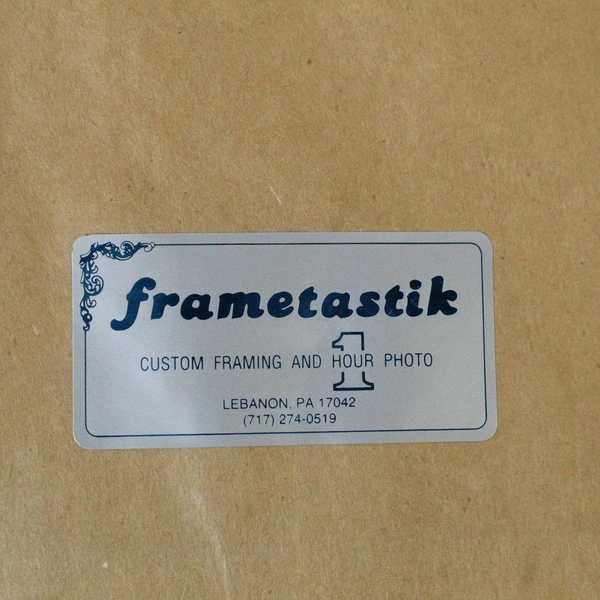 frametastik
CUSTOM FRAMING AND 1 HOUR PHOTO
LEBANON, PA 17042
(717) 274-0519